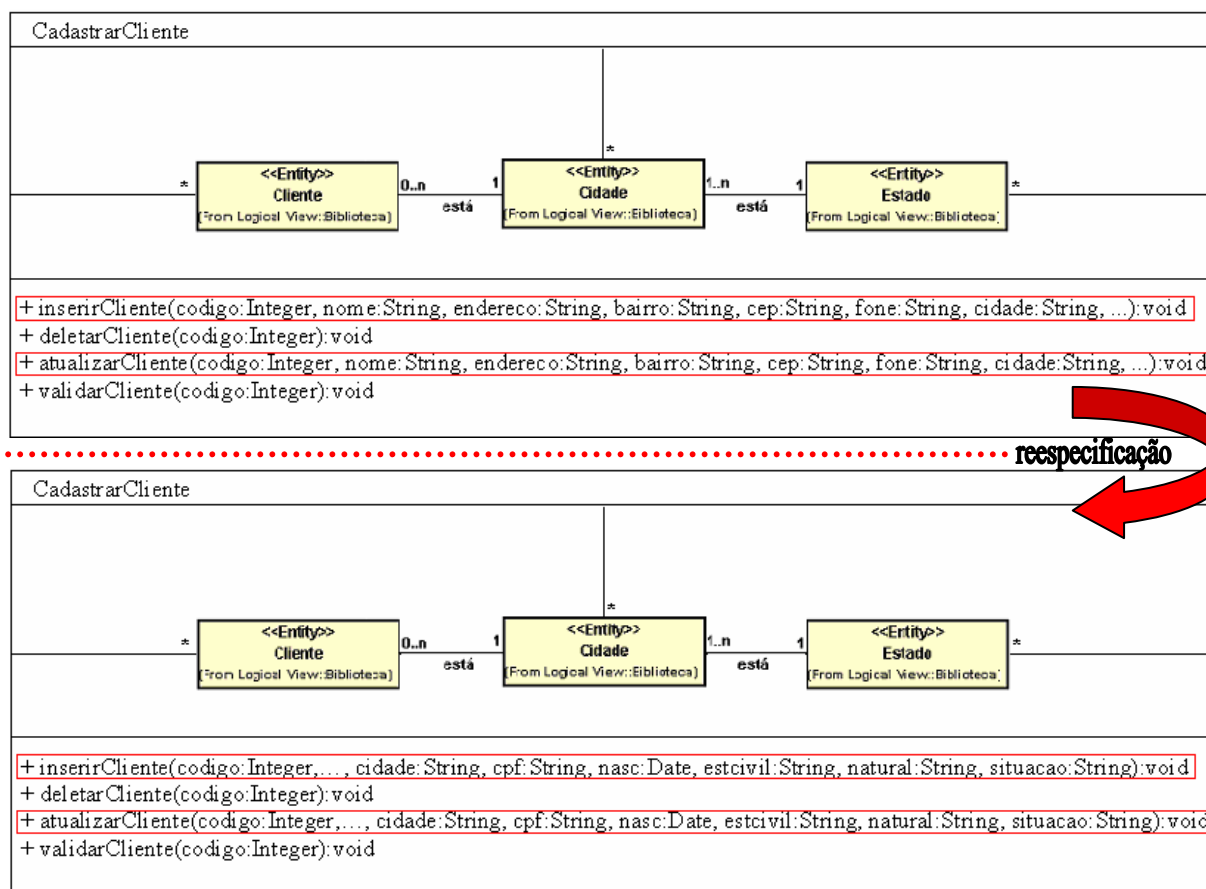 CadastrarCliente
*
* <<Entity>> 0..n 1 <<Entity>> 1..n 1 <<Entity>> *
Cliente está Cidade está Estado
(From Logical View::Biblioteca) (From Logical View::Biblioteca) (From Logical View::Biblioteca)
+ inserirCliente(codigo:Integer, nome:String, endereco:String, bairro:String, cep:String, fone:String, cidade:String, ...):void
+ deletarCliente(codigo:Integer):void
+ atualizarCliente(codigo:Integer, nome:String, endereco:String, bairro:String, cep:String, fone:String, cidade:String, ...):void
+ validarCliente(codigo:Integer):void
reespecificação
CadastrarCliente
*
* <<Entity>> 0..n 1 <<Entity>> 1..n 1 <<Entity>> *
Cliente está Cidade está Estado
(From Logical View::Biblioteca) (From Logical View::Biblioteca) (From Logical View::Biblioteca)
+ inserirCliente(codigo:Integer,..., cidade:String, cpf:String, nasc:Date, estcivil:String, natural:String, situacao:String):void
+ deletarCliente(codigo:Integer):void
+ atualizarCliente(codigo:Integer,..., cidade:String, cpf:String, nasc:Date, estcivil:String, natural:String, situacao:String):void
+ validarCliente(codigo:Integer):void